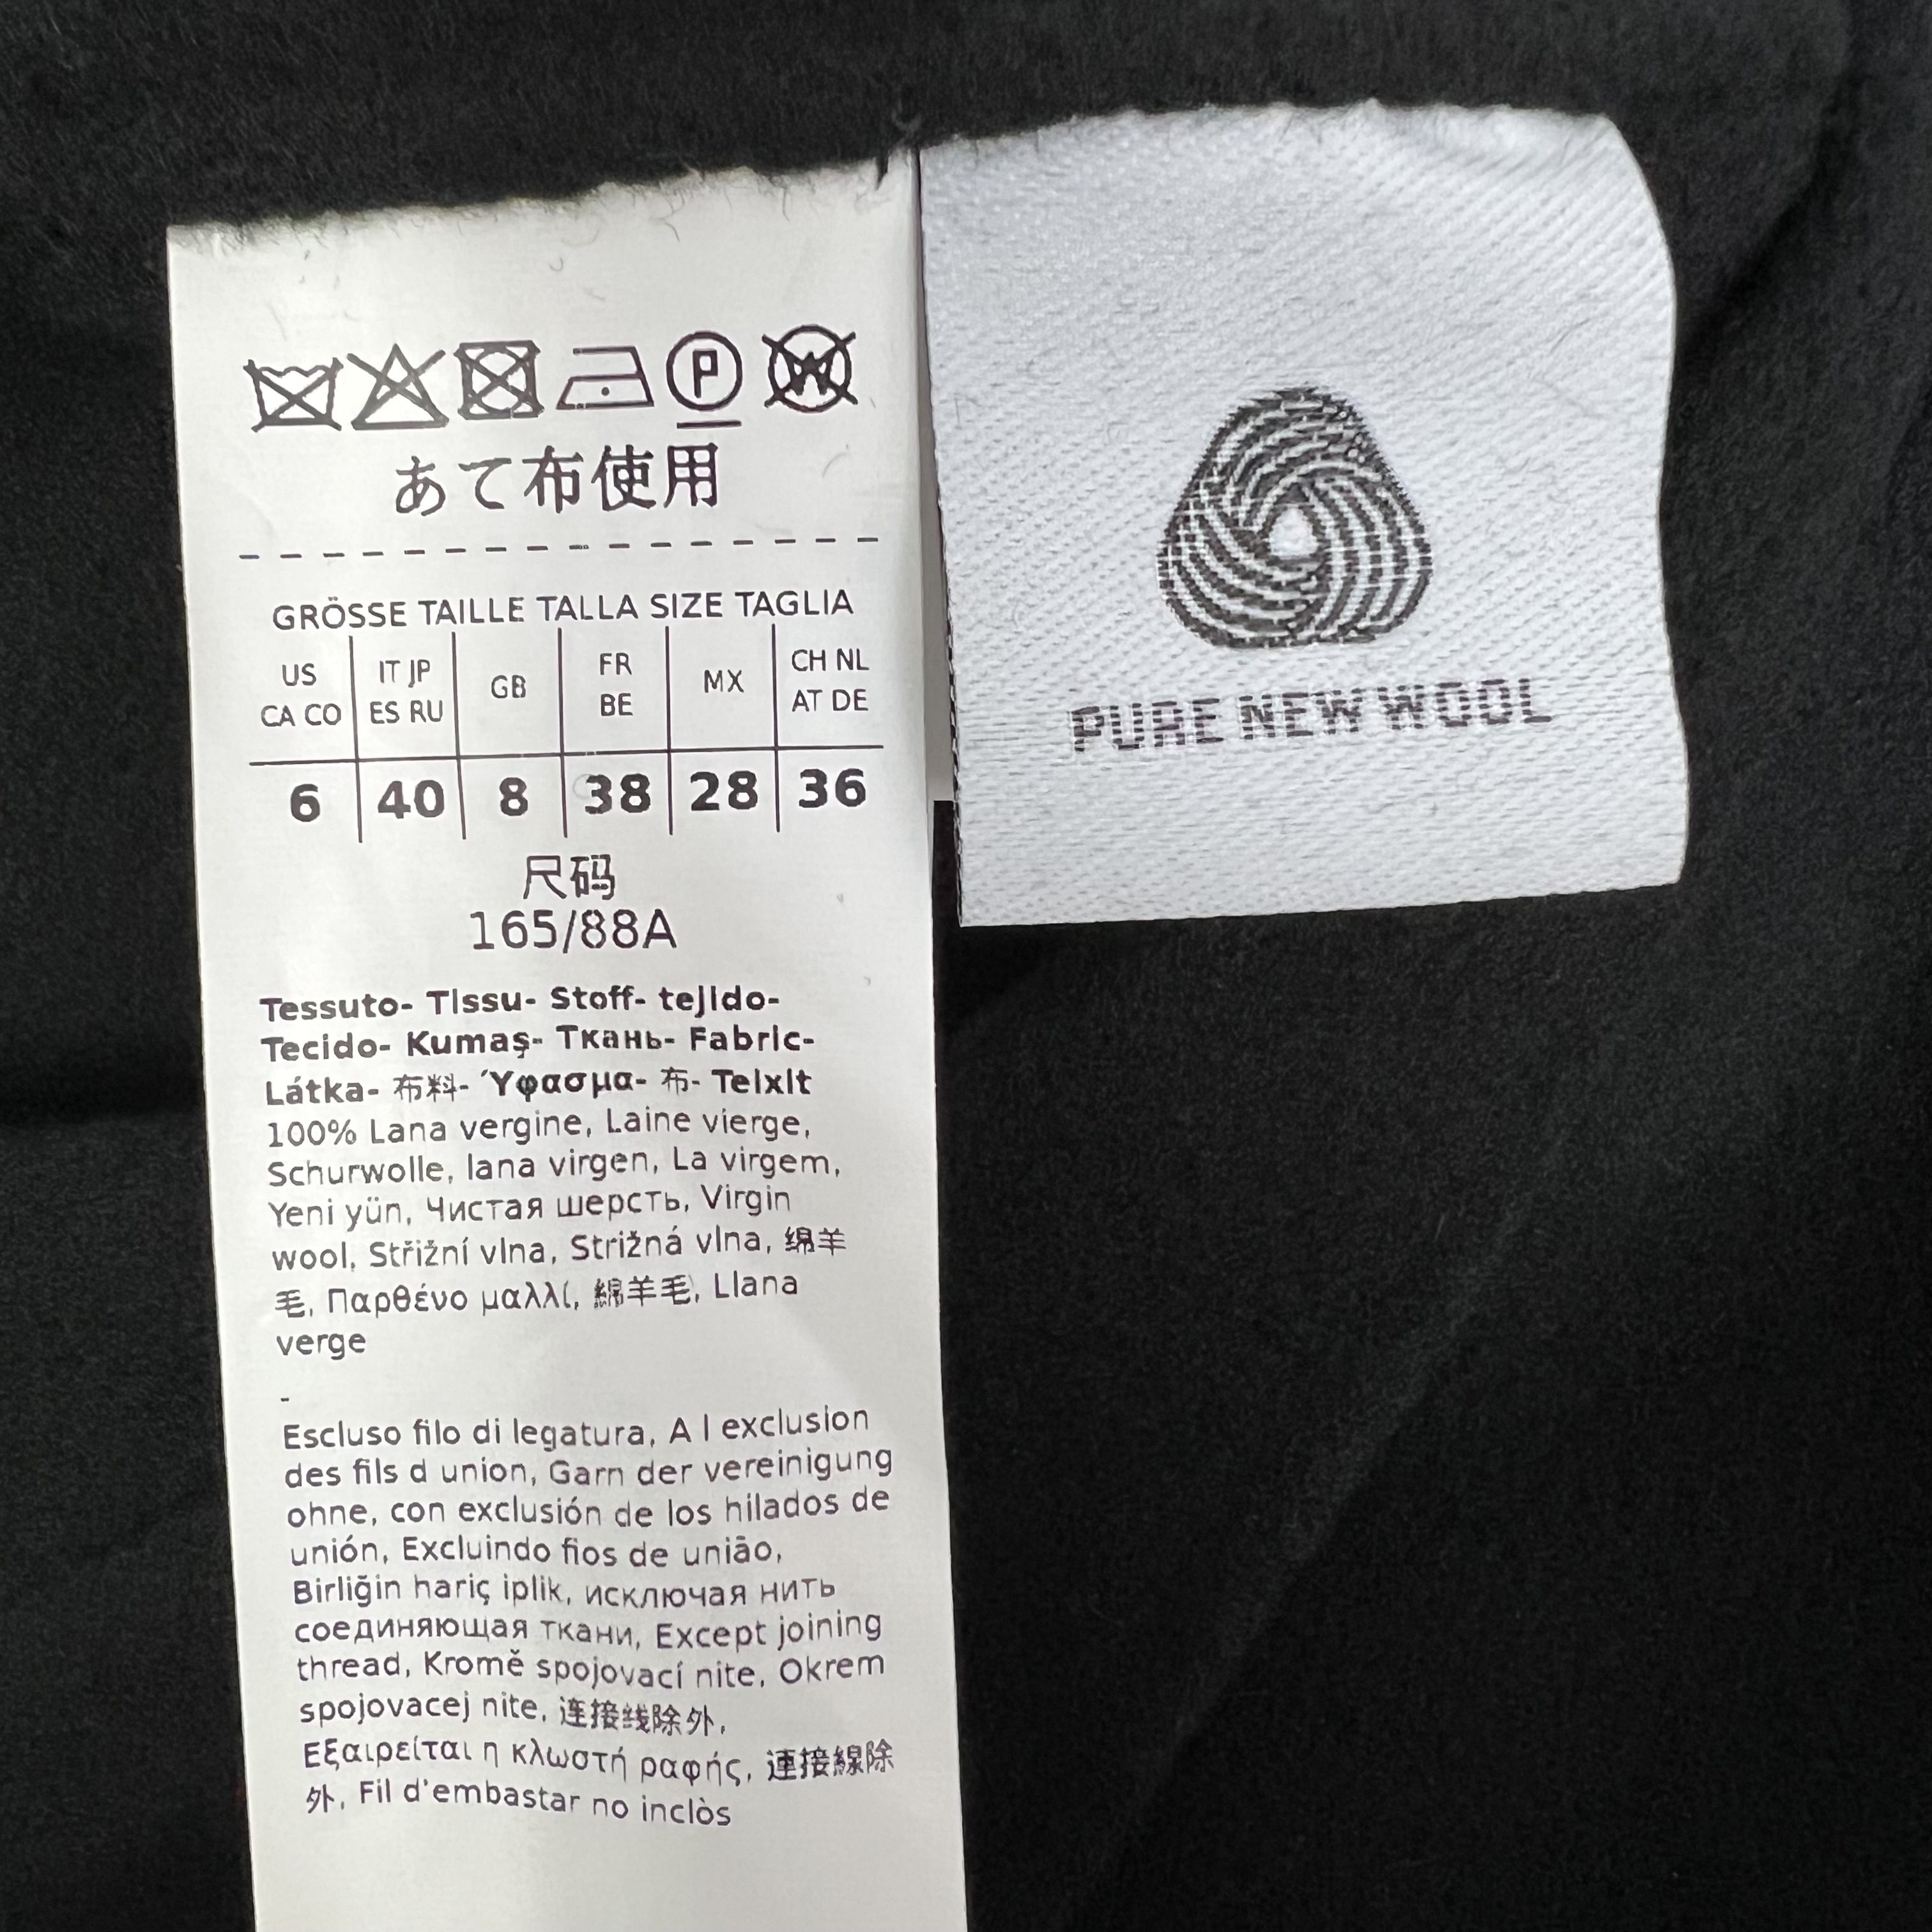 P
W
あて布使用
GRÖSSE TAILLE TALLA SIZE TAGLIA
US CA CO
IT JP ES RU
GB
FR BE
MX
CH NL AT DE
6 40 8 38 28 36
尺码
165/88A
Tessuto- Tissu- Stoff- tejido-
Tecido- Kumaş- Ткань- Fabric-
Látka- 布料- Ύφασμα- 布- Teixit
100% Lana vergine, Laine vierge,
Schurwolle, lana virgen, La virgem,
Yeni yün, Чистая шерсть, Virgin
wool, Střižní vlna, Strižná vlna, 绵羊
毛, Παρθένο μαλλί, 綿羊毛, Llana
verge
-
Escluso filo di legatura, A l exclusion
des fils d union, Garn der vereinigung
ohne, con exclusión de los hilados de
unión, Excluindo fios de união,
Birliğin hariç iplik, исключая нить
соединяющая ткани, Except joining
thread, Kromě spojovací nite, Okrem
spojovacej nite, 连接线除外,
Εξαιρείται η κλωστή ραφής, 連接線除
外, Fil d'embastar no inclòs
PURE NEW WOOL